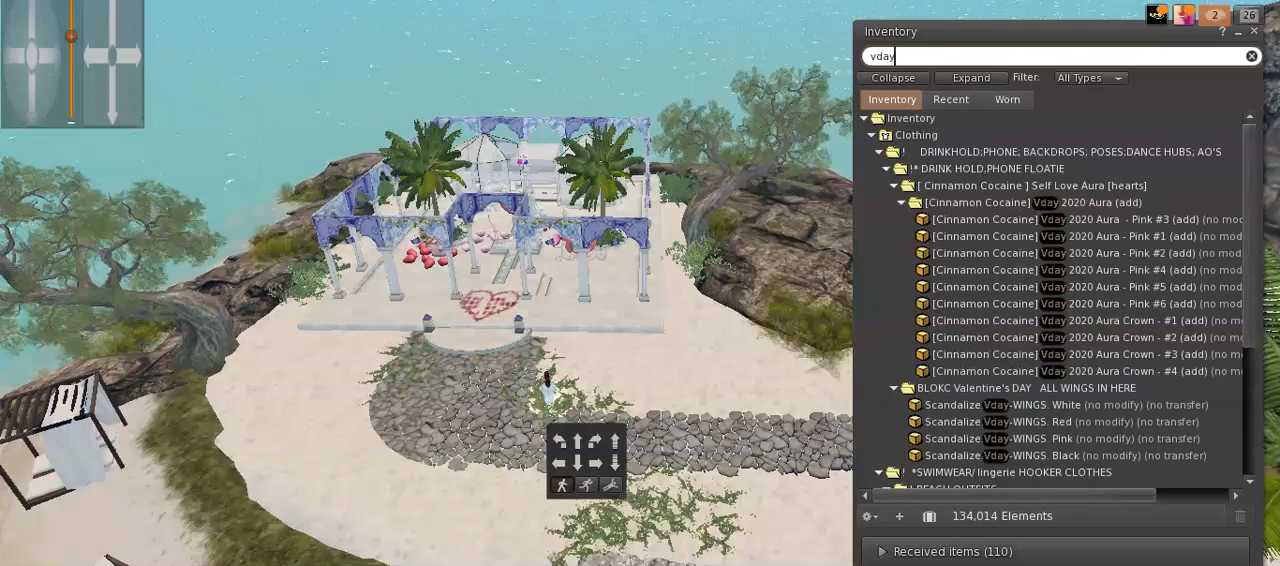 2
26
Inventory
? _ ×
vday
Collapse Expand Filter: All Types
Inventory Recent Worn
Inventory
Clothing
! DRINKHOLD;PHONE; BACKDROPS; POSES;DANCE HUBS; AO'S
!* DRINK HOLD,PHONE FLOATIE
[ Cinnamon Cocaine ] Self Love Aura [hearts]
[Cinnamon Cocaine] Vday 2020 Aura (add)
[Cinnamon Cocaine] Vday 2020 Aura - Pink #3 (add) (no mod
[Cinnamon Cocaine] Vday 2020 Aura - Pink #1 (add) (no mod
[Cinnamon Cocaine] Vday 2020 Aura - Pink #2 (add) (no mod
[Cinnamon Cocaine] Vday 2020 Aura - Pink #4 (add) (no mod
[Cinnamon Cocaine] Vday 2020 Aura - Pink #5 (add) (no mod
[Cinnamon Cocaine] Vday 2020 Aura - Pink #6 (add) (no mod
[Cinnamon Cocaine] Vday 2020 Aura Crown - #1 (add) (no m
[Cinnamon Cocaine] Vday 2020 Aura Crown - #2 (add) (no m
[Cinnamon Cocaine] Vday 2020 Aura Crown - #3 (add) (no m
[Cinnamon Cocaine] Vday 2020 Aura Crown - #4 (add) (no m
BLOKC Valentine's DAY ALL WINGS IN HERE
Scandalize.Vday-WINGS. White (no modify) (no transfer)
Scandalize.Vday-WINGS. Red (no modify) (no transfer)
Scandalize.Vday-WINGS. Pink (no modify) (no transfer)
Scandalize.Vday-WINGS. Black (no modify) (no transfer)
! *SWIMWEAR/ lingerie HOOKER CLOTHES
! BEACH OUTFITS
134,014 Elements
Received items (110)